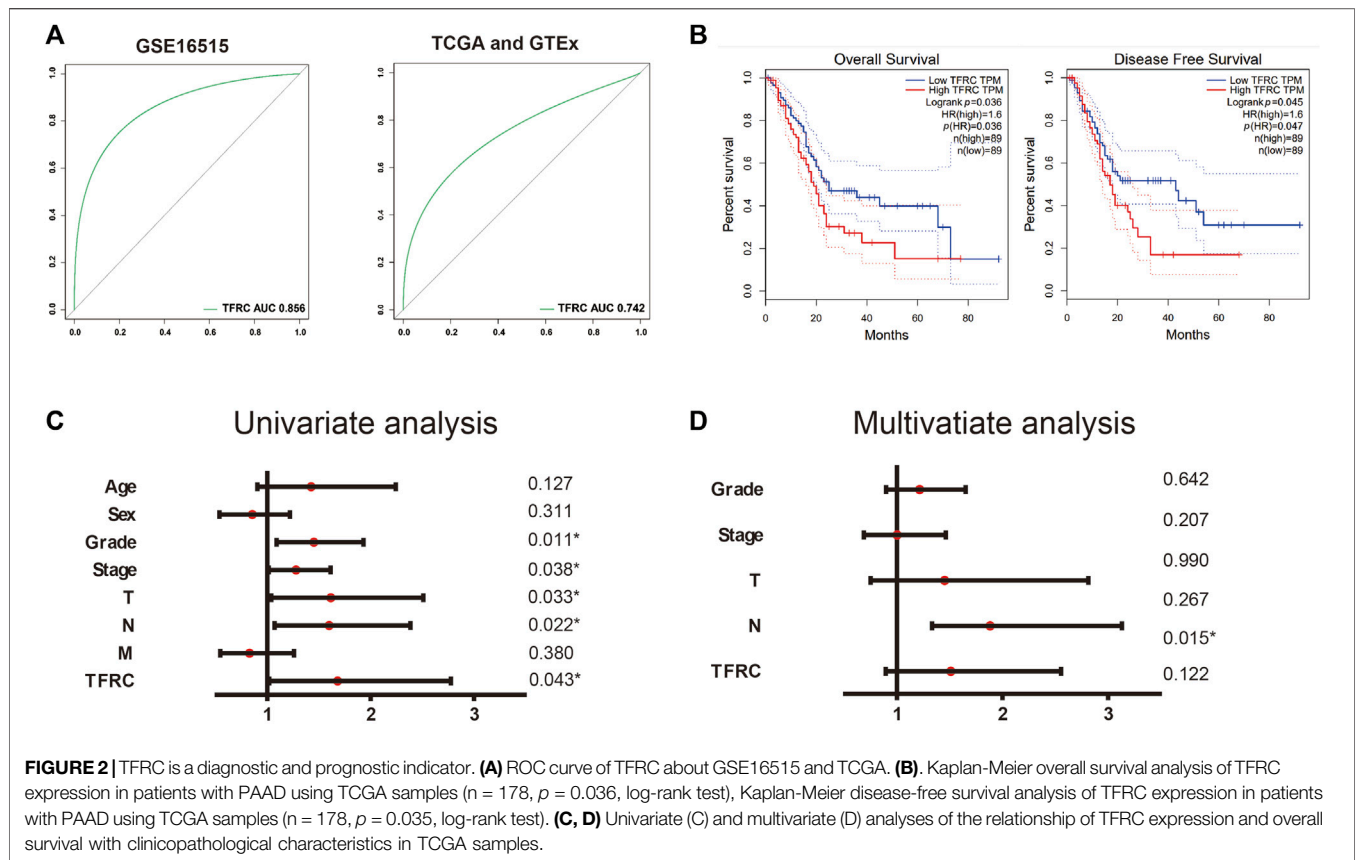 A
GSE16515
1.0
0.8
0.6
0.4
0.2
0.0
TFRC AUC 0.856
0.0 0.2 0.4 0.6 0.8 1.0
TCGA and GTEx
1.0
0.8
0.6
0.4
0.2
0.0
TFRC AUC 0.742
0.0 0.2 0.4 0.6 0.8 1.0
B
Overall Survival
Low TFRC TPM
High TFRC TPM
Logrank p=0.036
HR(high)=1.6
p(HR)=0.036
n(high)=89
n(low)=89
Percent survival
1.0
0.8
0.6
0.4
0.2
0.0
0 20 40 60 80
Months
Disease Free Survival
Low TFRC TPM
High TFRC TPM
Logrank p=0.045
HR(high)=1.6
p(HR)=0.047
n(high)=89
n(low)=89
Percent survival
1.0
0.8
0.6
0.4
0.2
0.0
0 20 40 60 80
Months
C
Univariate analysis
Age 0.127
Sex 0.311
Grade 0.011*
Stage 0.038*
T 0.033*
N 0.022*
M 0.380
TFRC 0.043*
1 2 3
D
Multivatiate analysis
Grade 0.642
Stage 0.207
0.990
T
0.267
N
0.015*
TFRC 0.122
1 2 3
FIGURE 2 | TFRC is a diagnostic and prognostic indicator. (A) ROC curve of TFRC about GSE16515 and TCGA. (B). Kaplan-Meier overall survival analysis of TFRC
expression in patients with PAAD using TCGA samples (n = 178, p = 0.036, log-rank test), Kaplan-Meier disease-free survival analysis of TFRC expression in patients
with PAAD using TCGA samples (n = 178, p = 0.035, log-rank test). (C, D) Univariate (C) and multivariate (D) analyses of the relationship of TFRC expression and overall
survival with clinicopathological characteristics in TCGA samples.